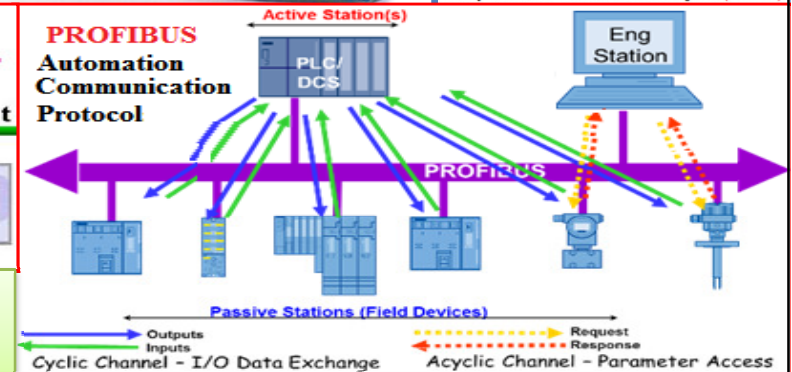 Active Station(s)
PROFIBUS
Automation
Communication
Protocol
PLC/
DCS
Eng
Station
PROFIBUS
Passive Stations (Field Devices)
Outputs
Inputs
Request
Response
Cyclic Channel - I/O Data Exchange
Acyclic Channel - Parameter Access